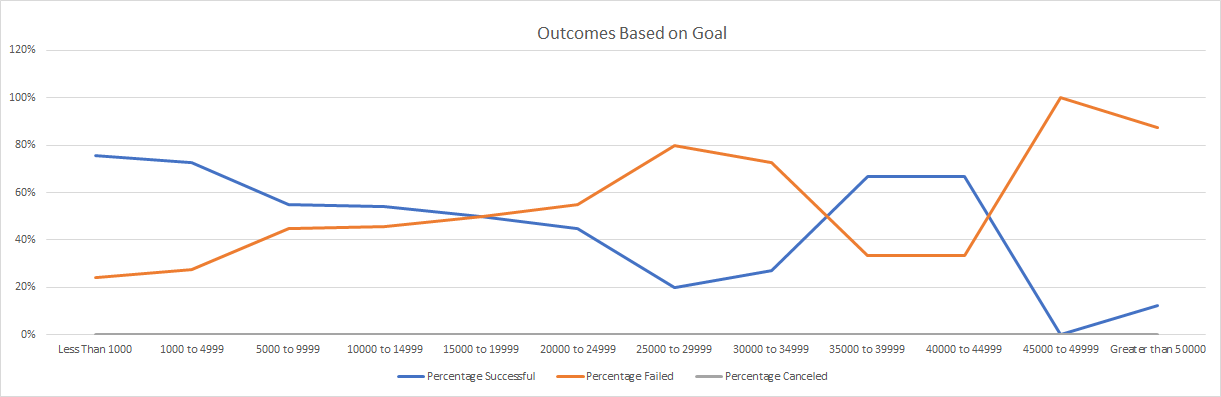 Outcomes Based on Goal
120%
100%
80%
60%
40%
20%
0%
Less Than 1000 1000 to 4999 5000 to 9999 10000 to 14999 15000 to 19999 20000 to 24999 25000 to 29999 30000 to 34999 35000 to 39999 40000 to 44999 45000 to 49999 Greater than 50000
Percentage Successful Percentage Failed Percentage Canceled